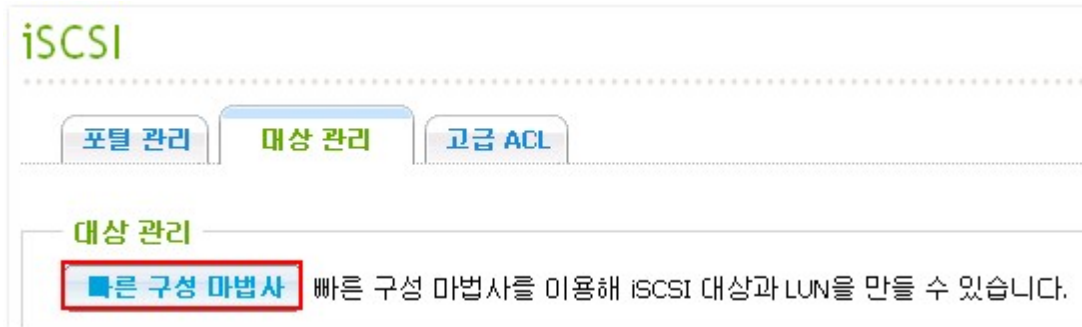 iSCSI
포털 관리 대상 관리 고급 ACL
대상 관리
빠른 구성 마법사 빠른 구성 마법사를 이용해 iSCSI 대상과 LUN을 만들 수 있습니다.